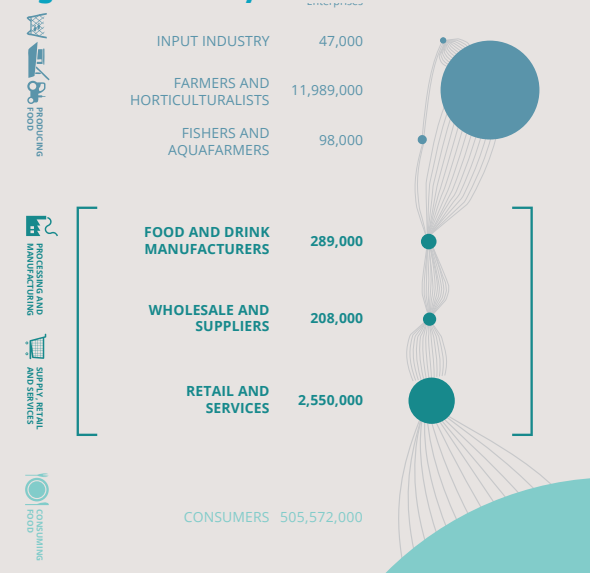 Enterprises
INPUT INDUSTRY 47,000
FARMERS AND
HORTICULTURALISTS 11,989,000
FISHERS AND
AQUAFARMERS 98,000
PRODUCING
FOOD
FOOD AND DRINK
MANUFACTURERS 289,000
PROCESSING AND
MANUFACTURING
WHOLESALE AND
SUPPLIERS 208,000
RETAIL AND
SERVICES 2,550,000
SUPPLY, RETAIL
AND SERVICES
CONSUMERS 505,572,000
CONSUMING
FOOD